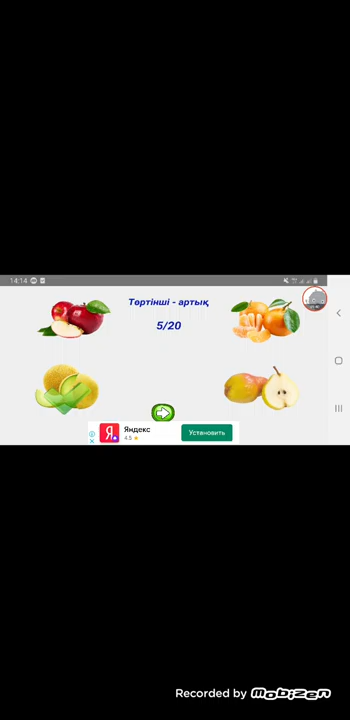 14:14
Төртінші - артық
5/20
Яндекс
4.5 ★
Установить
Recorded by Mobizen